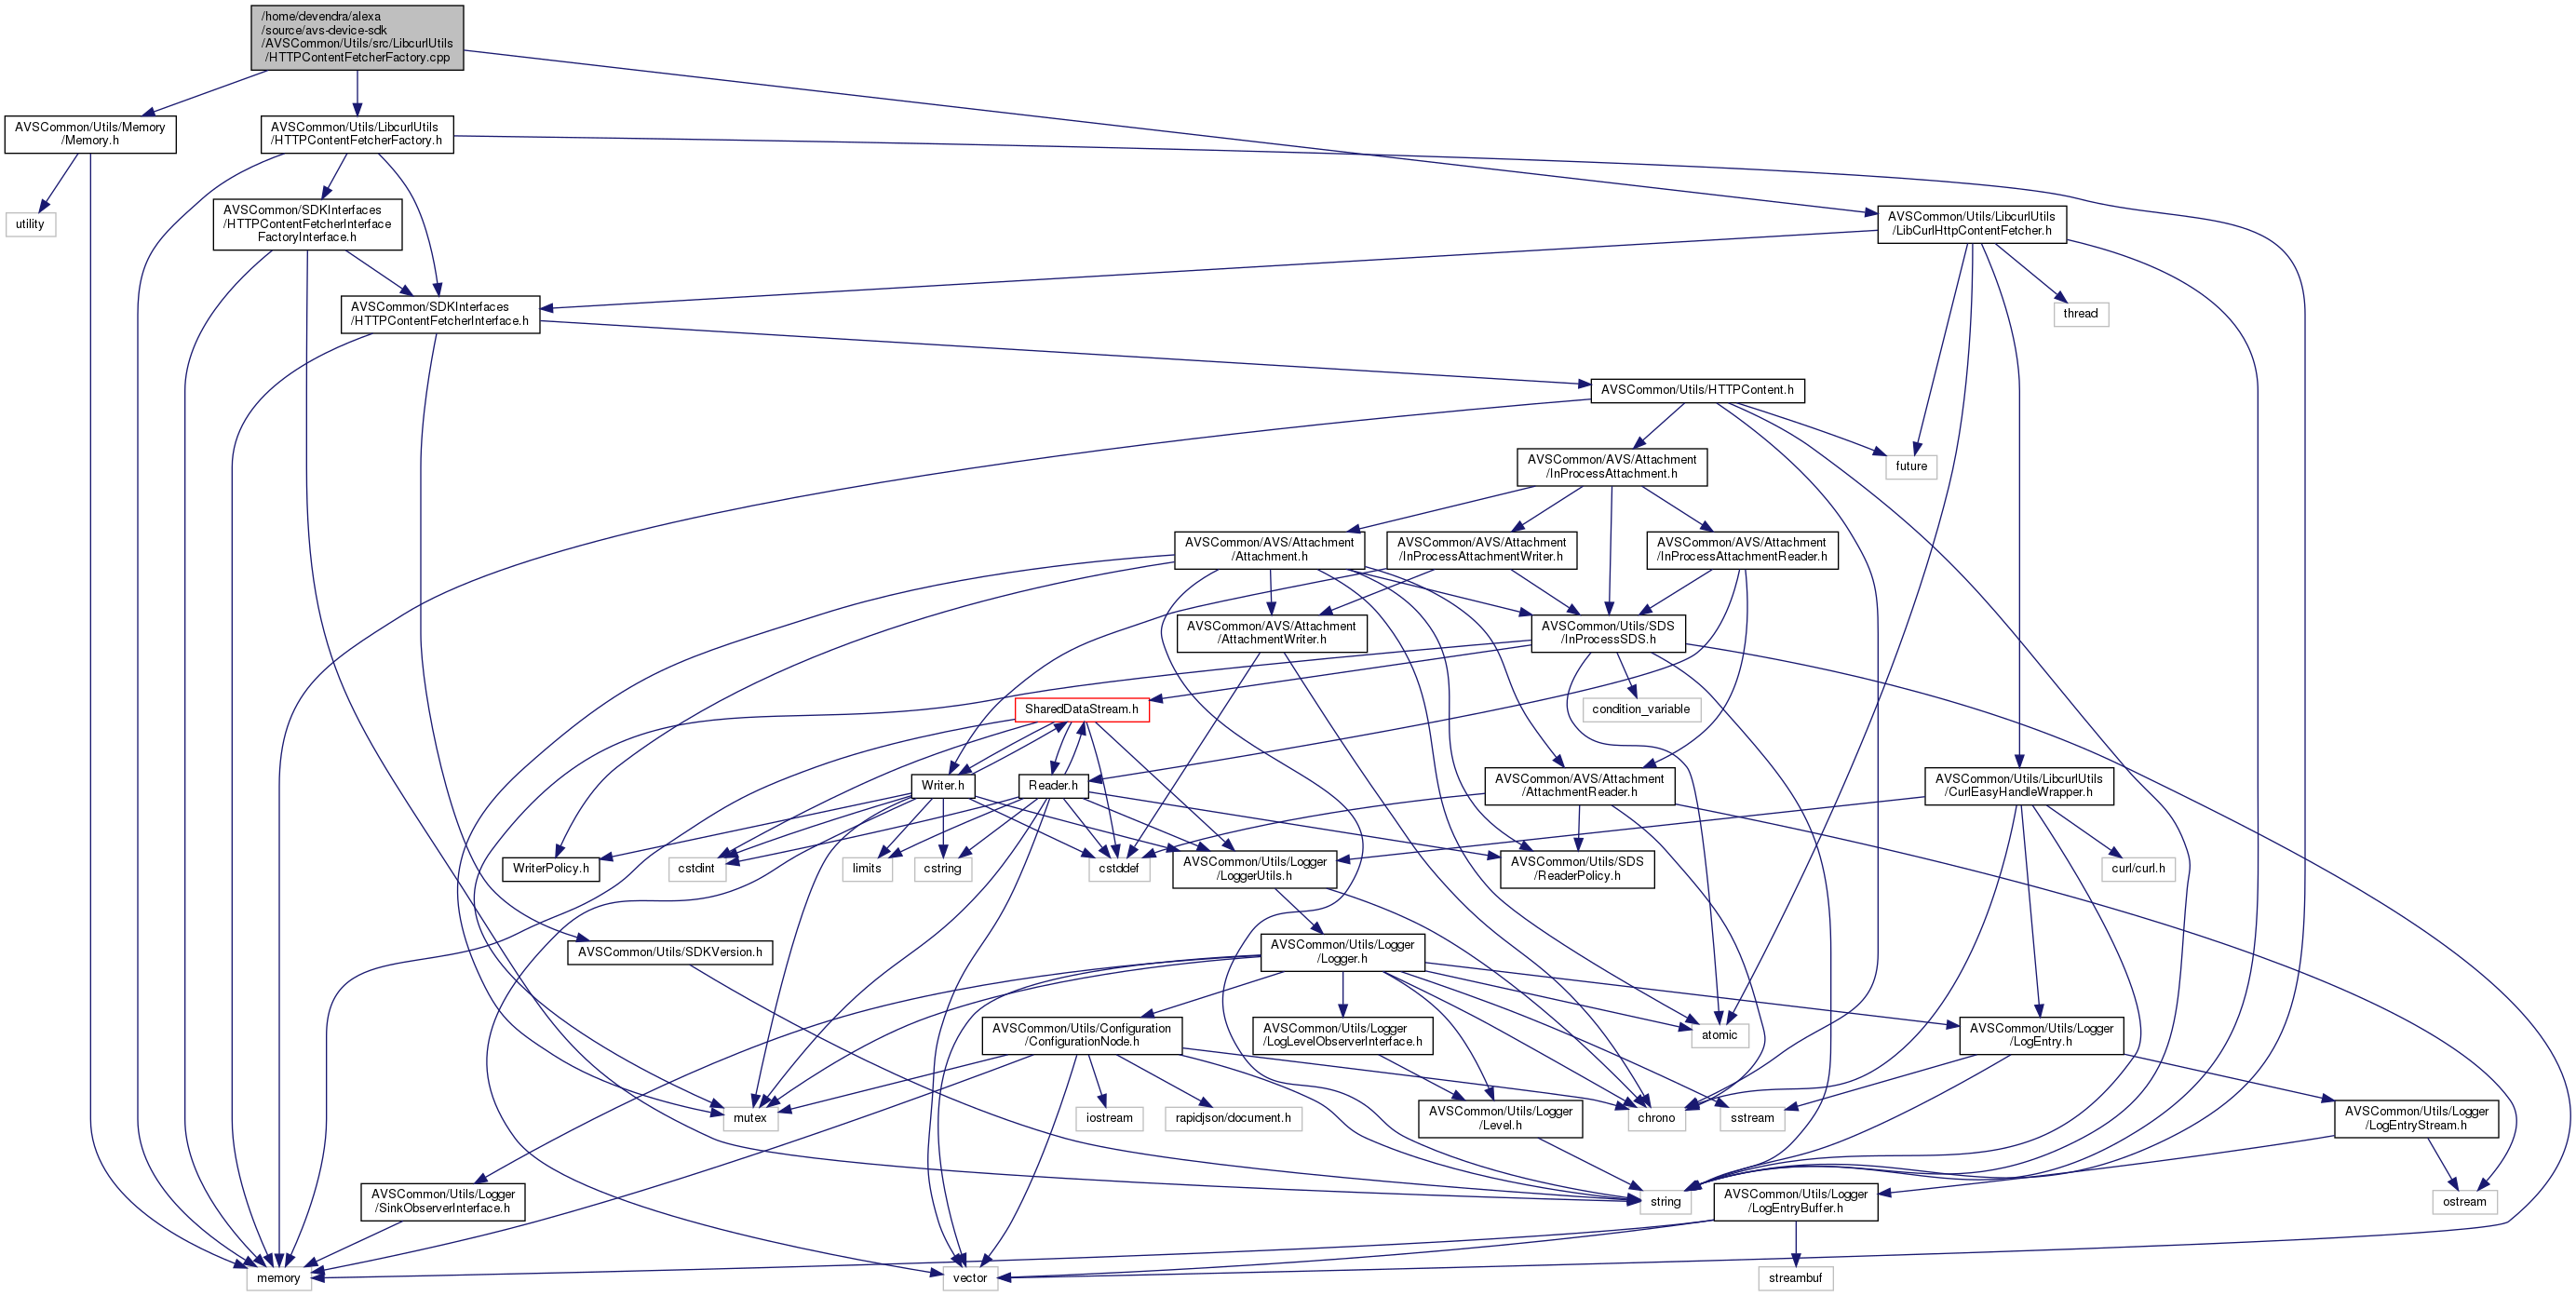 /home/devendra/alexa
/source/avs-device-sdk
/AVSCommon/Utils/src/LibcurlUtils
/HTTPContentFetcherFactory.cpp
AVSCommon/Utils/Memory
/Memory.h
AVSCommon/Utils/LibcurlUtils
/HTTPContentFetcherFactory.h
utility
AVSCommon/SDKInterfaces
/HTTPContentFetcherInterface
FactoryInterface.h
AVSCommon/Utils/LibcurlUtils
/LibCurlHttpContentFetcher.h
AVSCommon/SDKInterfaces
/HTTPContentFetcherInterface.h
thread
AVSCommon/Utils/HTTPContent.h
AVSCommon/AVS/Attachment
/InProcessAttachment.h
future
AVSCommon/AVS/Attachment
/Attachment.h
AVSCommon/AVS/Attachment
/InProcessAttachmentWriter.h
AVSCommon/AVS/Attachment
/InProcessAttachmentReader.h
AVSCommon/AVS/Attachment
/AttachmentWriter.h
AVSCommon/Utils/SDS
/InProcessSDS.h
SharedDataStream.h
condition_variable
Writer.h
Reader.h
AVSCommon/AVS/Attachment
/AttachmentReader.h
AVSCommon/Utils/LibcurlUtils
/CurlEasyHandleWrapper.h
WriterPolicy.h
cstdint
limits
cstring
cstddef
AVSCommon/Utils/Logger
/LoggerUtils.h
AVSCommon/Utils/SDS
/ReaderPolicy.h
curl/curl.h
AVSCommon/Utils/SDKVersion.h
AVSCommon/Utils/Logger
/Logger.h
AVSCommon/Utils/Configuration
/ConfigurationNode.h
AVSCommon/Utils/Logger
/LogLevelObserverInterface.h
atomic
AVSCommon/Utils/Logger
/LogEntry.h
mutex
iostream
rapidjson/document.h
AVSCommon/Utils/Logger
/Level.h
chrono
sstream
AVSCommon/Utils/Logger
/LogEntryStream.h
AVSCommon/Utils/Logger
/SinkObserverInterface.h
string
AVSCommon/Utils/Logger
/LogEntryBuffer.h
ostream
memory
vector
streambuf